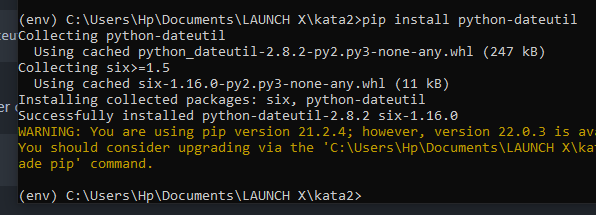 (env) C:\Users\Hp\Documents\LAUNCH X\kata2>pip install python-dateutil
Collecting python-dateutil
  Using cached python_dateutil-2.8.2-py2.py3-none-any.whl (247 kB)
Collecting six>=1.5
  Using cached six-1.16.0-py2.py3-none-any.whl (11 kB)
Installing collected packages: six, python-dateutil
Successfully installed python-dateutil-2.8.2 six-1.16.0
WARNING: You are using pip version 21.2.4; however, version 22.0.3 is ava
You should consider upgrading via the 'C:\Users\Hp\Documents\LAUNCH X\kat
ade pip' command.
(env) C:\Users\Hp\Documents\LAUNCH X\kata2>